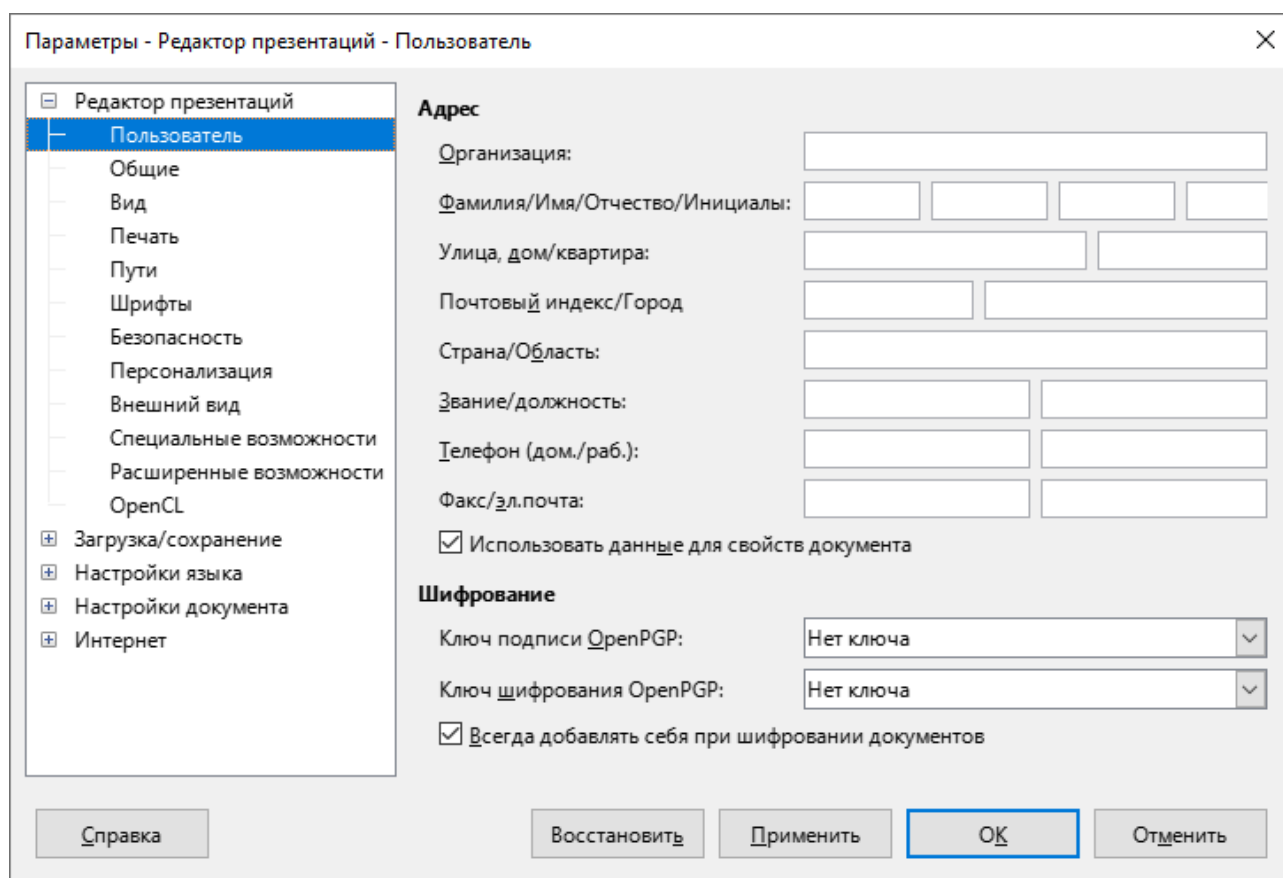 Параметры - Редактор презентаций - Пользователь
Редактор презентаций
Пользователь
Общие
Вид
Печать
Пути
Шрифты
Безопасность
Персонализация
Внешний вид
Специальные возможности
Расширенные возможности
OpenCL
Загрузка/сохранение
Настройки языка
Настройки документа
Интернет
Адрес
Организация:
Фамилия/Имя/Отчество/Инициалы:
Улица, дом/квартира:
Почтовый индекс/Город
Страна/Область:
Звание/должность:
Телефон (дом./раб.):
Факс/эл.почта:
Использовать данные для свойств документа
Шифрование
Ключ подписи OpenPGP: Нет ключа
Ключ шифрования OpenPGP: Нет ключа
Всегда добавлять себя при шифровании документов
Справка Восстановить Применить OK Отменить